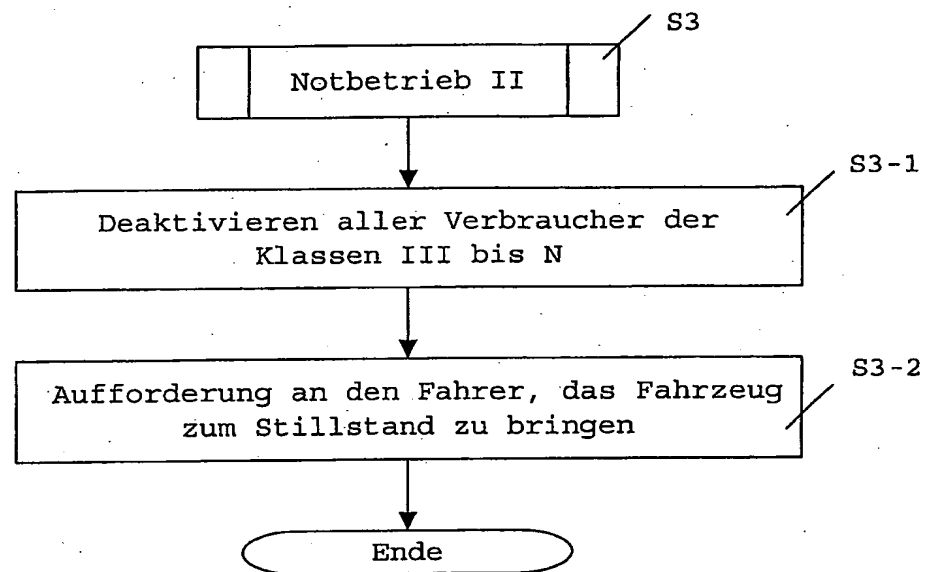 S3
Notbetrieb II
S3-1
Deaktivieren aller Verbraucher der
Klassen III bis N
S3-2
Aufforderung an den Fahrer, das Fahrzeug
zum Stillstand zu bringen
Ende